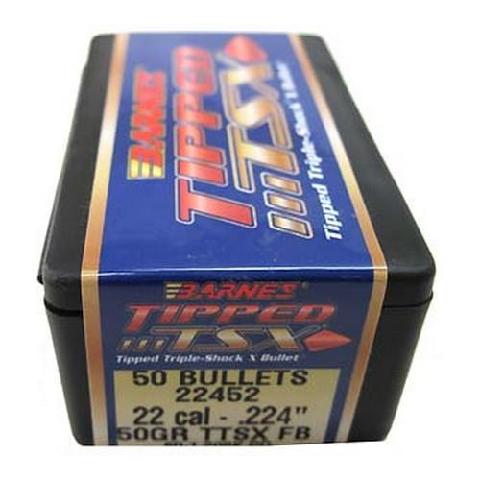 BARNES
TIPPED
TSX
Tipped Triple-Shock X Bullet
BARNES
TIPPED
TSX
Tipped Triple-Shock X Bullet
50 BULLETS
22452
22 cal - .224"
50GR TTSX FB